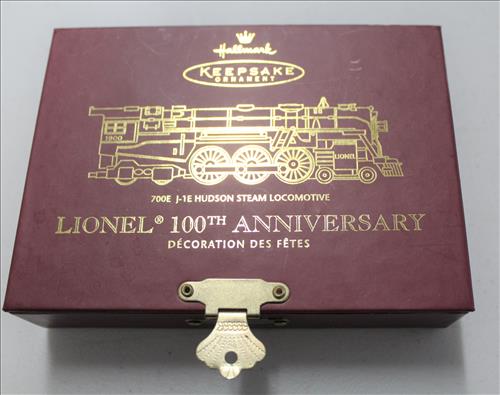 Hallmark
KEEPSAKE
ORNAMENT
1900
LIONEL
700E J-1E HUDSON STEAM LOCOMOTIVE
LIONEL® 100TH ANNIVERSARY
DÉCORATION DES FÊTES